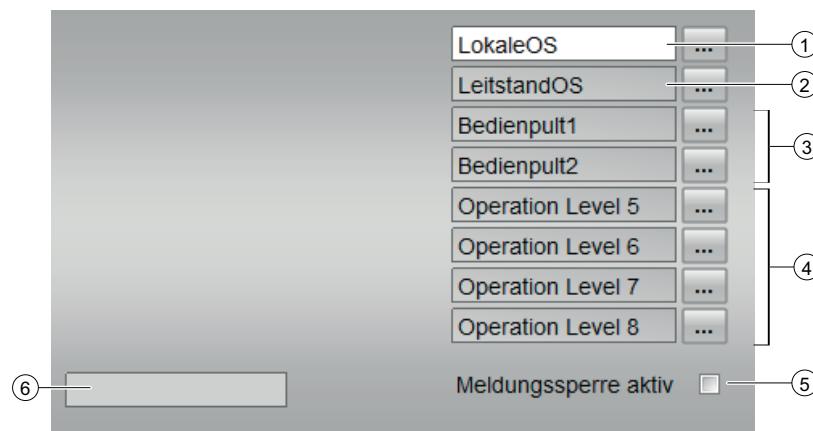 LokaleOS ... 1
LeitstandOS ... 2
Bedienpult1 ...
3
Bedienpult2 ...
Operation Level 5 ...
Operation Level 6 ...
4
Operation Level 7 ...
Operation Level 8 ...
6
Meldungssperre aktiv 5